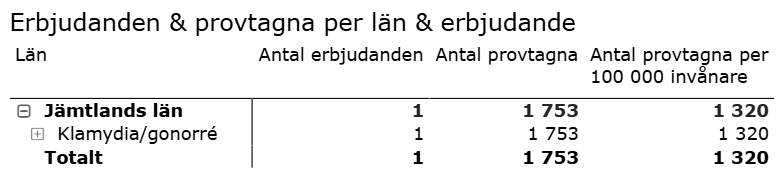 Erbjudanden & provtagna per län & erbjudande
Län Antal erbjudanden Antal provtagna Antal provtagna per
100 000 invånare
Jämtlands län 1 1 753 1 320
Klamydia/gonorré 1 1 753 1 320
Totalt 1 1 753 1 320